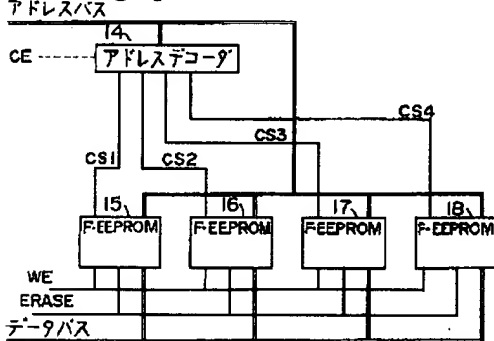 アドレスバス
14
CE
アドレスデコーダ
CS4
CS3
CS1
CS2
15
16
17
18
F-EEPROM
F-EEPROM
F-EEPROM
F-EEPROM
WE
ERASE
データバス